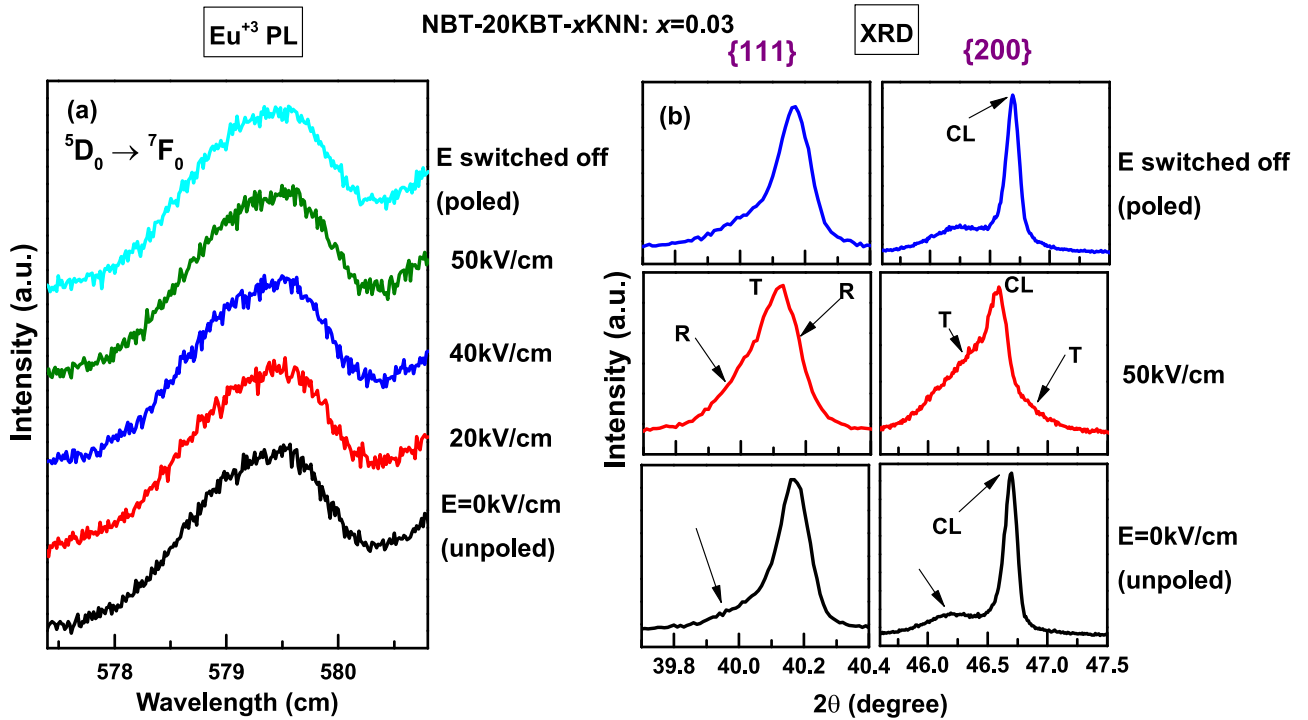 NBT-20KBT-xKNN: x=0.03
Eu⁺³ PL
XRD
{111}
{200}
(a)
⁵D₀ → ⁷F₀
E switched off
(poled)
50kV/cm
40kV/cm
20kV/cm
E=0kV/cm
(unpoled)
Intensity (a.u.)
578
579
580
Wavelength (cm)
(b)
CL
E switched off
(poled)
R
T
R
T
CL
T
50kV/cm
CL
E=0kV/cm
(unpoled)
Intensity (a.u.)
39.8
40.0
40.2
40.4
46.0
46.5
47.0
47.5
2θ (degree)